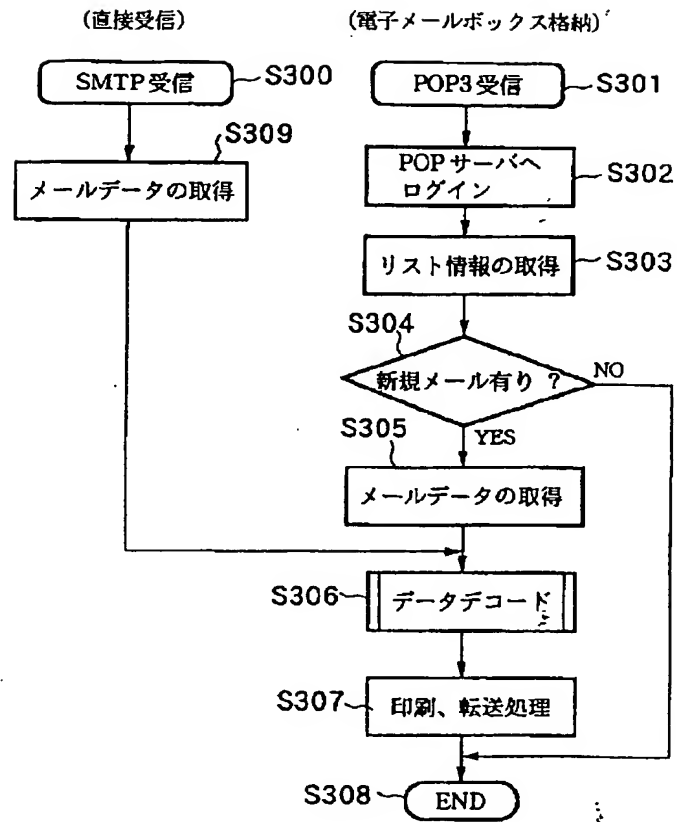 (直接受信)
(電子メールボックス格納)
SMTP受信
S300
POP3受信
S301
S309
メールデータの取得
POPサーバへ
ログイン
S302
リスト情報の取得
S303
S304
新規メール有り ?
NO
YES
S305
メールデータの取得
S306
データデコード
S307
印刷、転送処理
S308
END